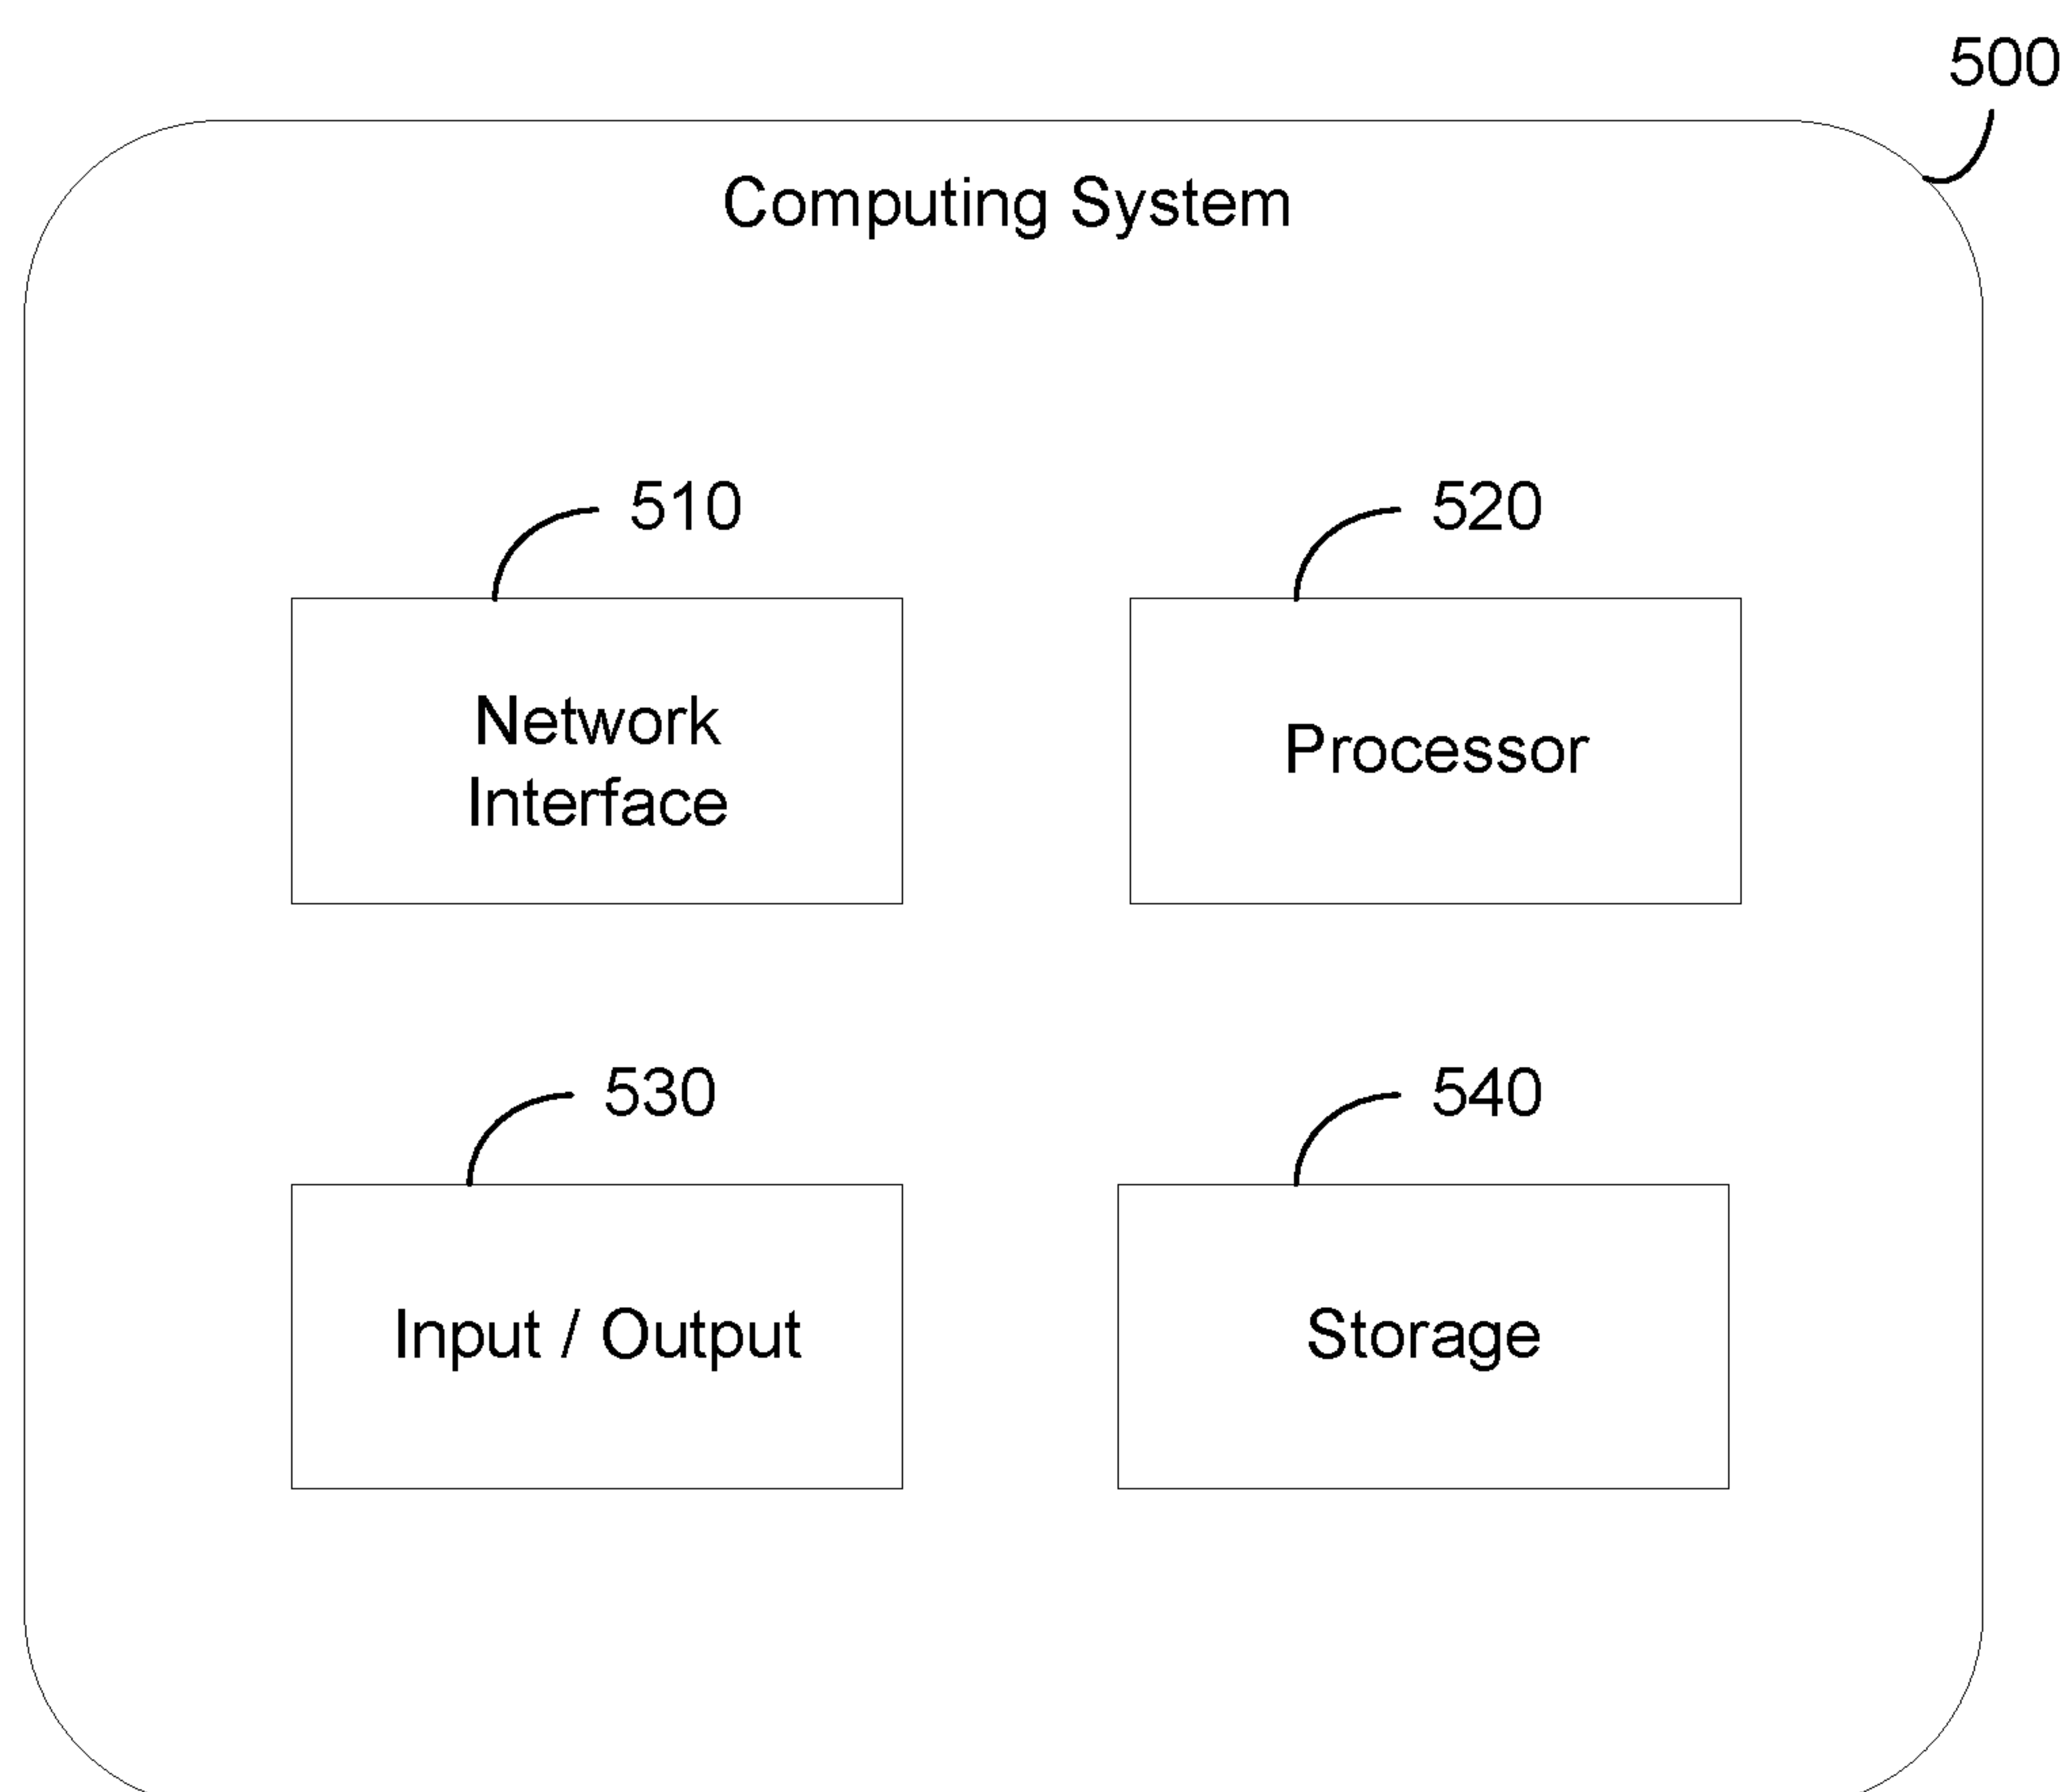 500
Computing System
510
520
Network
Interface
Processor
530
540
Input / Output
Storage